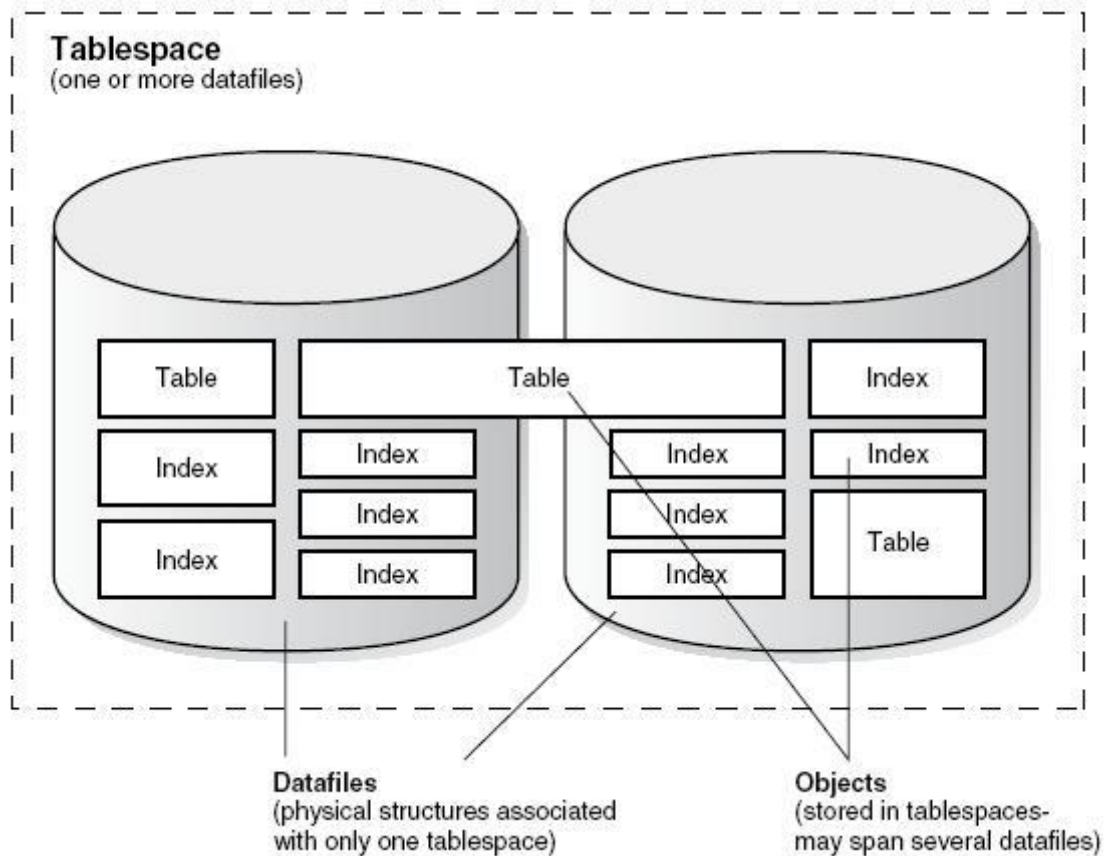 Tablespace
(one or more datafiles)
Table
Table
Index
Index
Index
Index
Index
Index
Index
Table
Index
Index
Index
Datafiles
(physical structures associated
with only one tablespace)
Objects
(stored in tablespaces-
may span several datafiles)